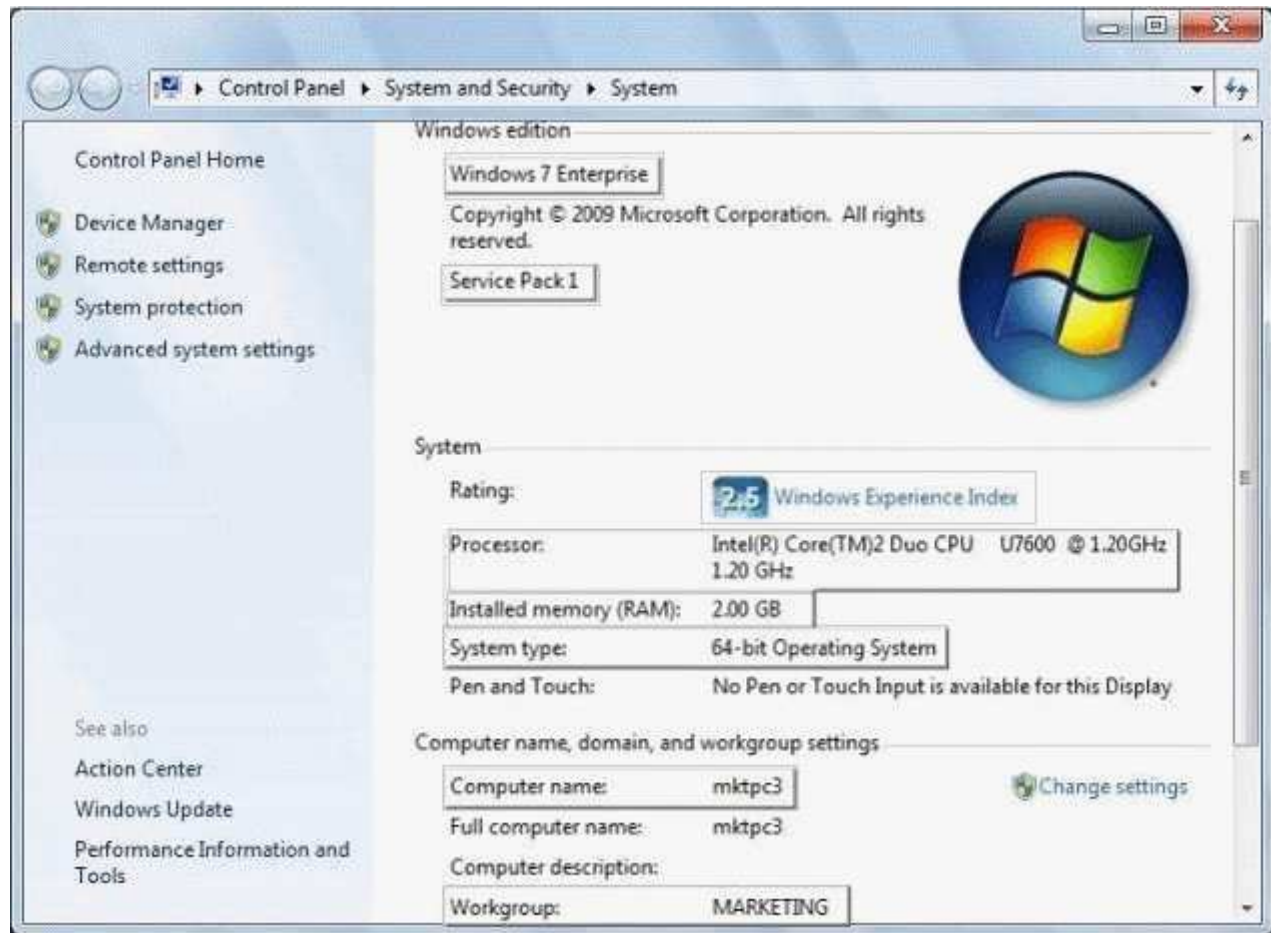 Control Panel ▸ System and Security ▸ System
Control Panel Home
Device Manager
Remote settings
System protection
Advanced system settings
See also
Action Center
Windows Update
Performance Information and
Tools
Windows edition
Windows 7 Enterprise
Copyright © 2009 Microsoft Corporation. All rights
reserved.
Service Pack 1
System
Rating: 2.5 Windows Experience Index
Processor: Intel(R) Core(TM)2 Duo CPU U7600 @ 1.20GHz
1.20 GHz
Installed memory (RAM): 2.00 GB
System type: 64-bit Operating System
Pen and Touch: No Pen or Touch Input is available for this Display
Computer name, domain, and workgroup settings
Computer name: mktpc3 Change settings
Full computer name: mktpc3
Computer description:
Workgroup: MARKETING